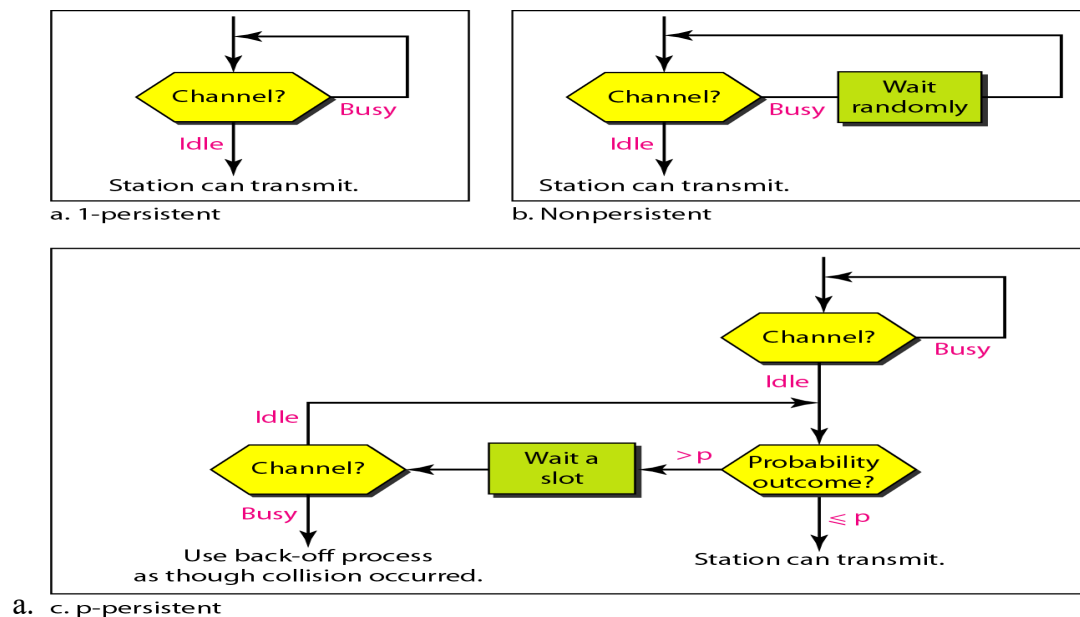 Channel?
Busy
Idle
Station can transmit.
a. 1-persistent
Channel?
Busy
Wait
randomly
Idle
Station can transmit.
b. Nonpersistent
Channel?
Busy
Idle
Idle
Channel?
Wait a
slot
>p
Probability
outcome?
Busy
⩽ p
Use back-off process
as though collision occurred.
Station can transmit.
a. c. p-persistent